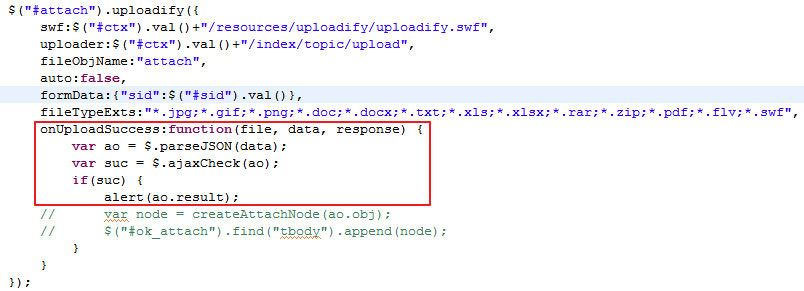 $("#attach").uploadify({
    swf:$("#ctx").val()+"/resources/uploadify/uploadify.swf",
    uploader:$("#ctx").val()+"/index/topic/upload",
    fileObjName:"attach",
    auto:false,
    formData:{"sid":$("#sid").val()},
    fileTypeExts:"*.jpg;*.gif;*.png;*.doc;*.docx;*.txt;*.xls;*.xlsx;*.rar;*.zip;*.pdf;*.flv;*.swf",
    onUploadSuccess:function(file, data, response) {
        var ao = $.parseJSON(data);
        var suc = $.ajaxCheck(ao);
        if(suc) {
            alert(ao.result);
    //      var node = createAttachNode(ao.obj);
    //      $("#ok_attach").find("tbody").append(node);
        }
    }
});